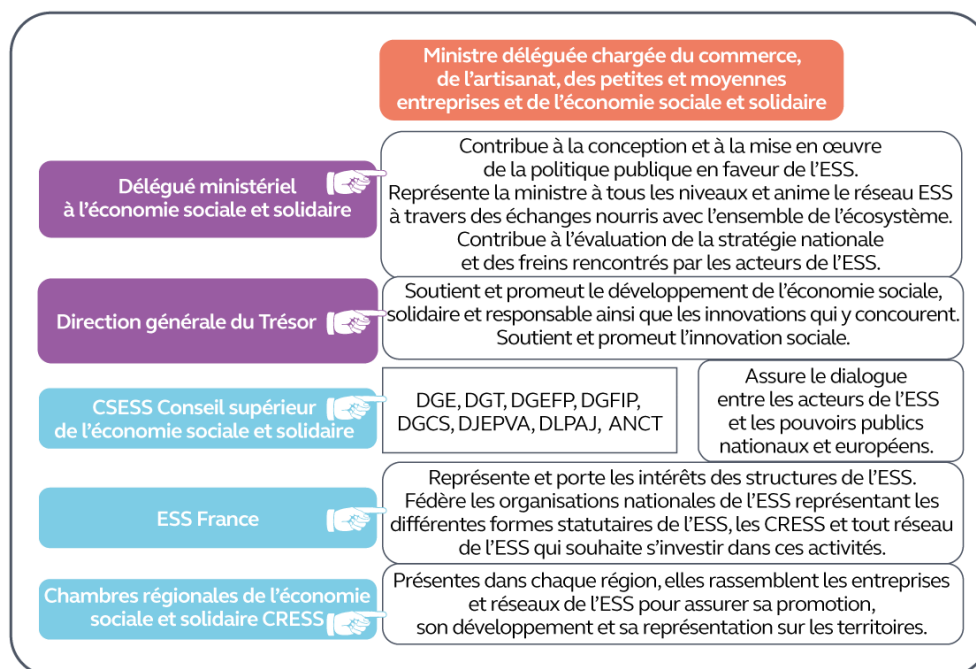 Ministre déléguée chargée du commerce,
de l'artisanat, des petites et moyennes
entreprises et de l'économie sociale et solidaire
Délégué ministériel
à l'économie sociale et solidaire
Contribue à la conception et à la mise en œuvre
de la politique publique en faveur de l'ESS.
Représente la ministre à tous les niveaux et anime le réseau ESS
à travers des échanges nourris avec l'ensemble de l'écosystème.
Contribue à l'évaluation de la stratégie nationale
et des freins rencontrés par les acteurs de l'ESS.
Direction générale du Trésor
Soutient et promeut le développement de l'économie sociale,
solidaire et responsable ainsi que les innovations qui y concourent.
Soutient et promeut l'innovation sociale.
CSESS Conseil supérieur
de l'économie sociale et solidaire
DGE, DGT, DGEFP, DGFIP,
DGCS, DJEPVA, DLPAJ, ANCT
Assure le dialogue
entre les acteurs de l'ESS
et les pouvoirs publics
nationaux et européens.
ESS France
Représente et porte les intérêts des structures de l'ESS.
Fédère les organisations nationales de l'ESS représentant les
différentes formes statutaires de l'ESS, les CRESS et tout réseau
de l'ESS qui souhaite s'investir dans ces activités.
Chambres régionales de l'économie
sociale et solidaire CRESS
Présentes dans chaque région, elles rassemblent les entreprises
et réseaux de l'ESS pour assurer sa promotion,
son développement et sa représentation sur les territoires.